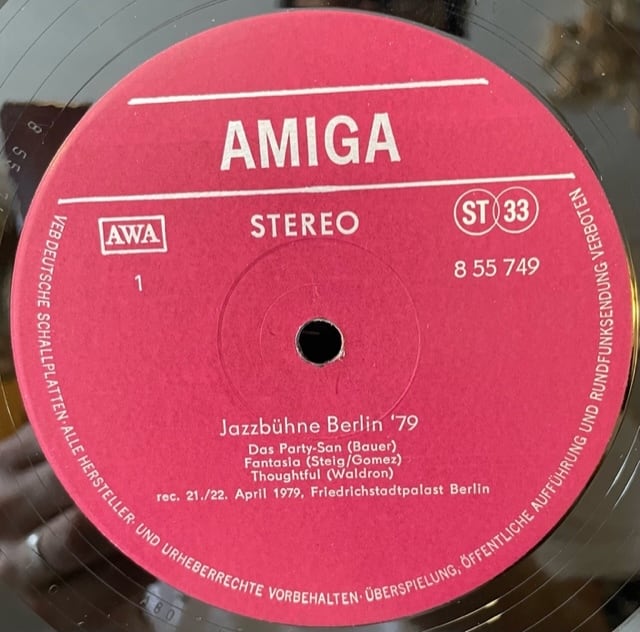 AMIGA
AWA
STEREO
ST 33
1
8 55 749
Jazzbühne Berlin '79
Das Party-San (Bauer)
Fantasia (Steig/Gomez)
Thoughtful (Waldron)
rec. 21./22. April 1979, Friedrichstadtpalast Berlin
VEB DEUTSCHE SCHALLPLATTEN · ALLE HERSTELLER- UND URHEBERRECHTE VORBEHALTEN · ÜBERSPIELUNG, ÖFFENTLICHE AUFFÜHRUNG UND RUNDFUNKSENDUNG VERBOTEN